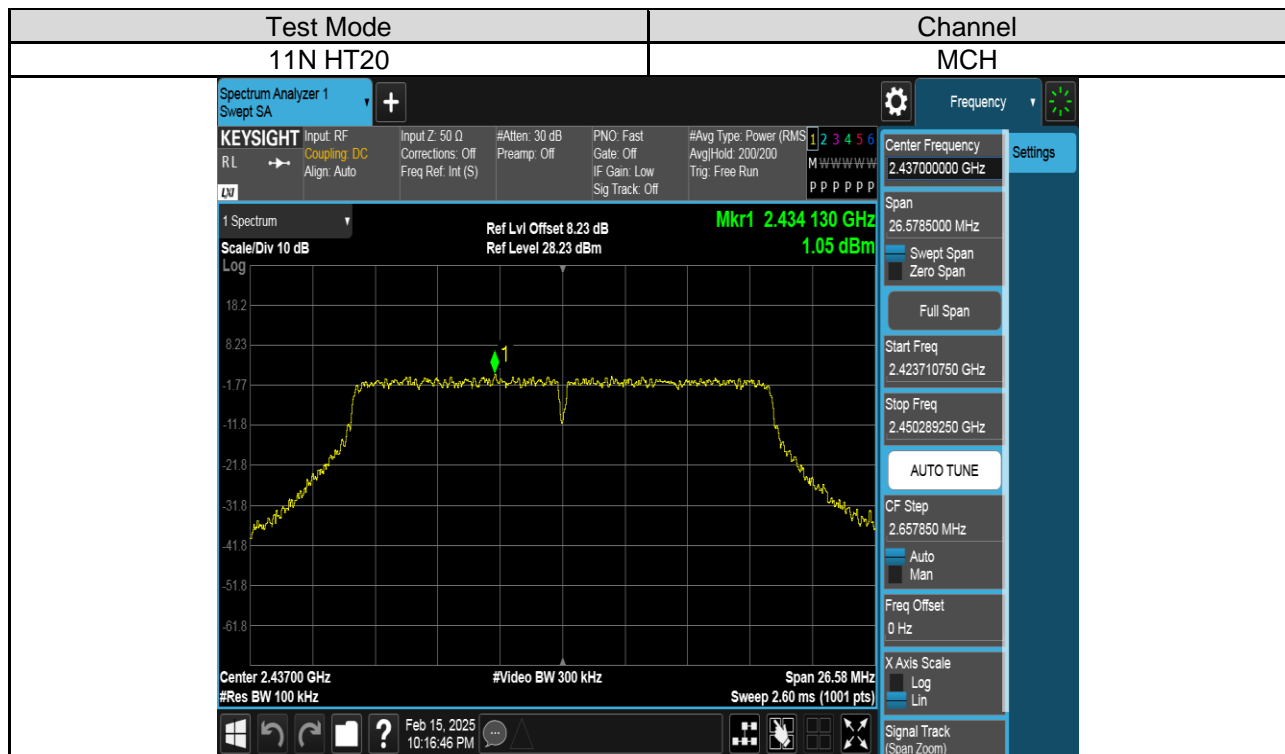 Test Mode Channel
11N HT20 MCH
Spectrum Analyzer 1
Swept SA
+
Frequency
KEYSIGHT
R L
LXI
Input: RF
Coupling: DC
Align: Auto
Input Z: 50 Ω
Corrections: Off
Freq Ref: Int (S)
#Atten: 30 dB
Preamp: Off
PNO: Fast
Gate: Off
IF Gain: Low
Sig Track: Off
#Avg Type: Power (RMS
Avg|Hold: 200/200
Trig: Free Run
1 2 3 4 5 6
M W W W W W
P P P P P P
1 Spectrum
Scale/Div 10 dB
Ref Lvl Offset 8.23 dB
Ref Level 28.23 dBm
Mkr1 2.434 130 GHz
1.05 dBm
Log
18.2
8.23
-1.77
-11.8
-21.8
-31.8
-41.8
-51.8
-61.8
1
Center 2.43700 GHz
#Res BW 100 kHz
#Video BW 300 kHz
Span 26.58 MHz
Sweep 2.60 ms (1001 pts)
Center Frequency
2.437000000 GHz
Settings
Span
26.5785000 MHz
Swept Span
Zero Span
Full Span
Start Freq
2.423710750 GHz
Stop Freq
2.450289250 GHz
AUTO TUNE
CF Step
2.657850 MHz
Auto
Man
Freq Offset
0 Hz
X Axis Scale
Log
Lin
Signal Track
(Span Zoom)
?
Feb 15, 2025
10:16:46 PM